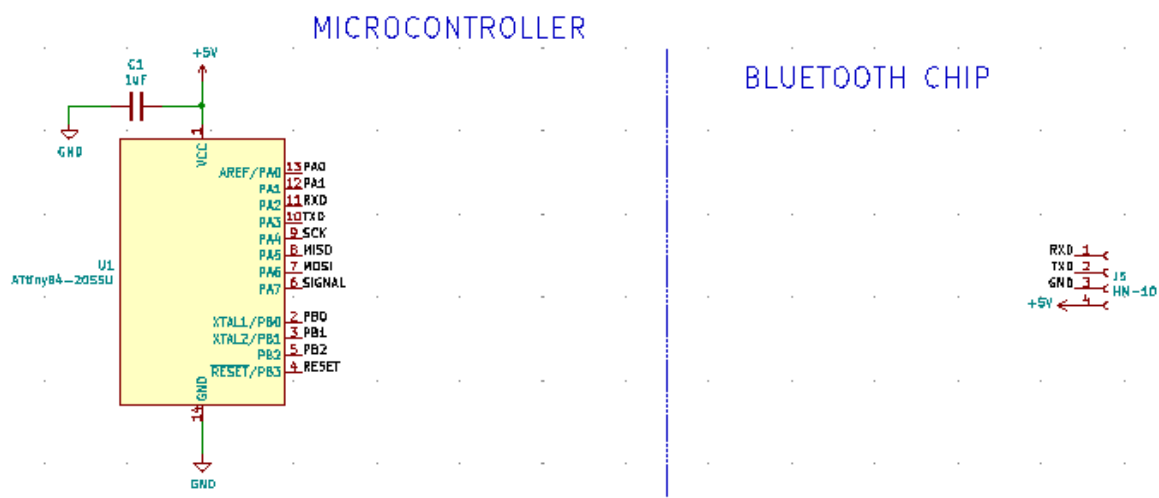 MICROCONTROLLER
BLUETOOTH CHIP
+5V
C1
1uF
GND
1
VCC
AREF/PA0 13 PA0
PA1 12 PA1
PA2 11 RXD
PA3 10 TXD
PA4 9 SCK
PA5 8 MISO
PA6 7 MOSI
PA7 6 SIGNAL
U1
ATtiny84-20SSU
XTAL1/PB0 2 PB0
XTAL2/PB1 3 PB1
PB2 5 PB2
RESET/PB3 4 RESET
GND
14
GND
RXD 1
TXD 2
GND 3
+5V 4
J5
HM-10